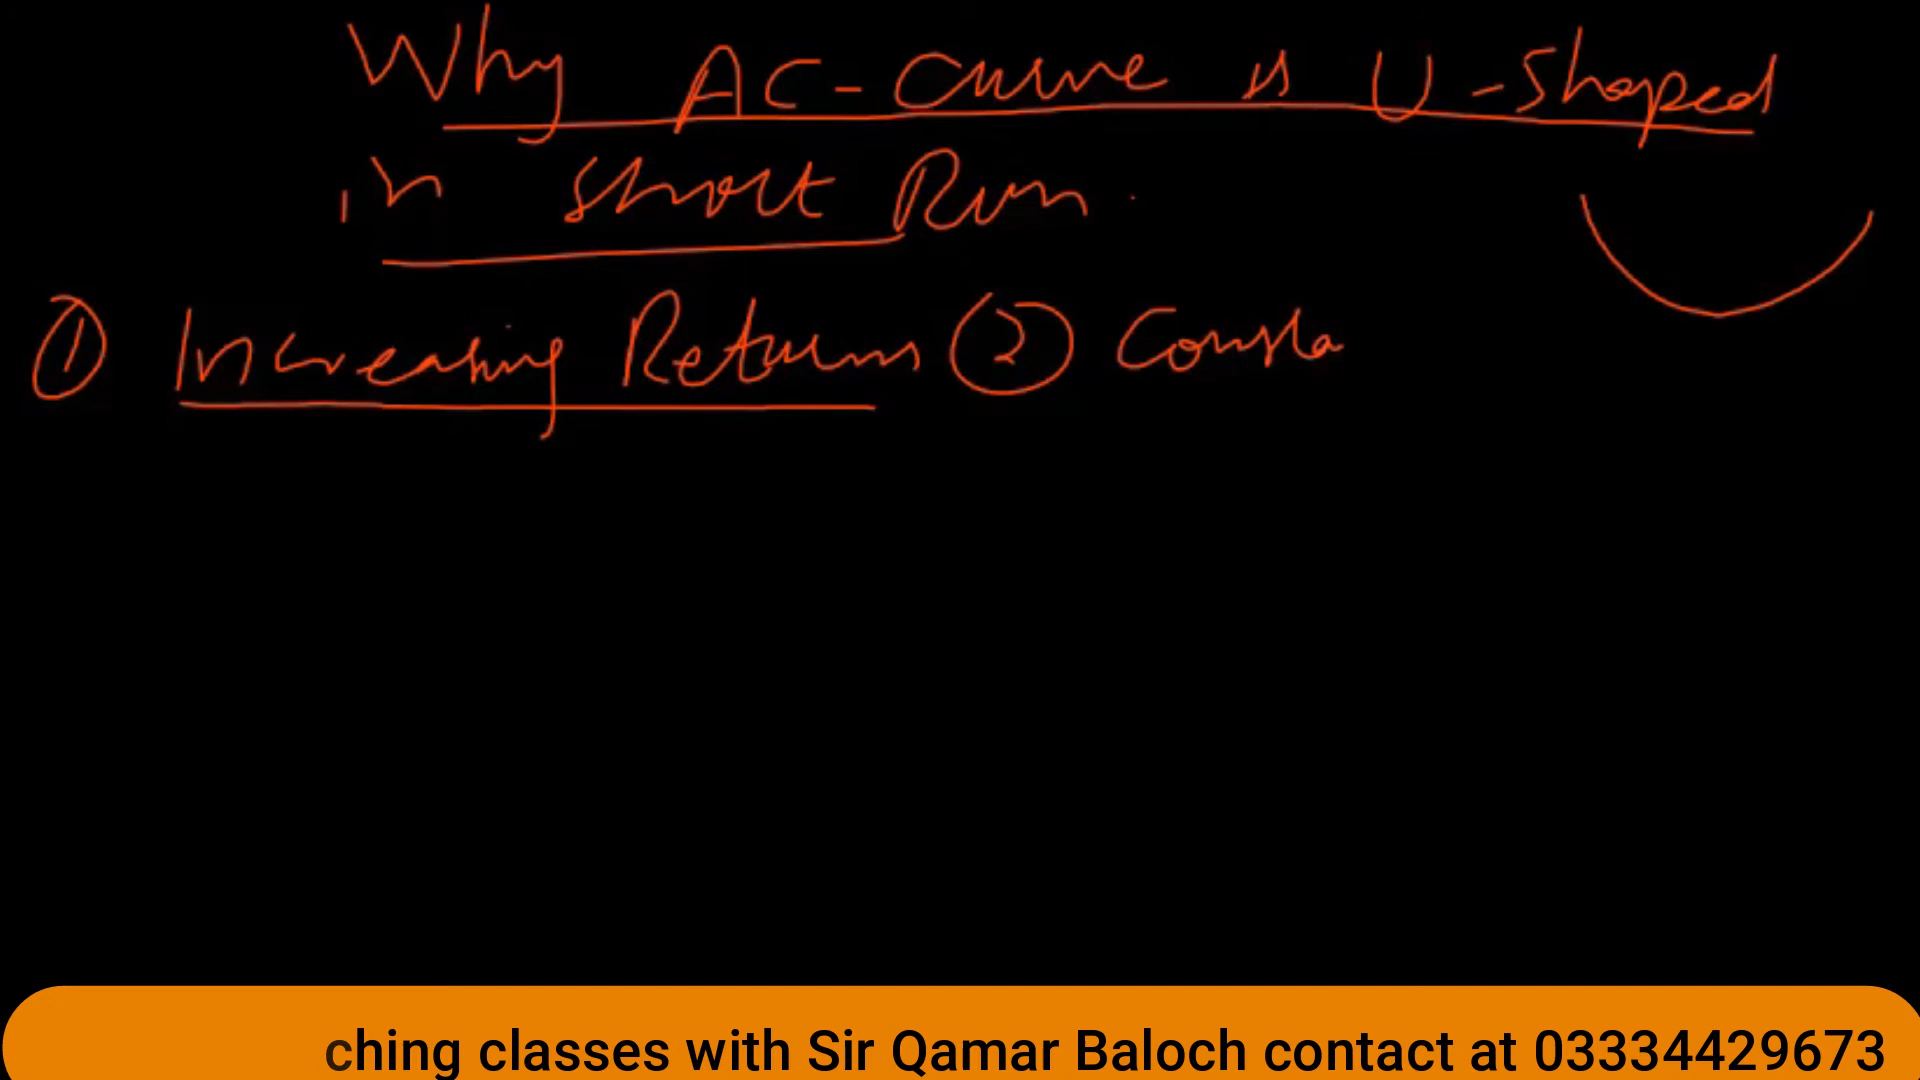 Why AC-Curve is U-Shaped
in Short Run.
① Increasing Returns ② Consta
ching classes with Sir Qamar Baloch contact at 03334429673